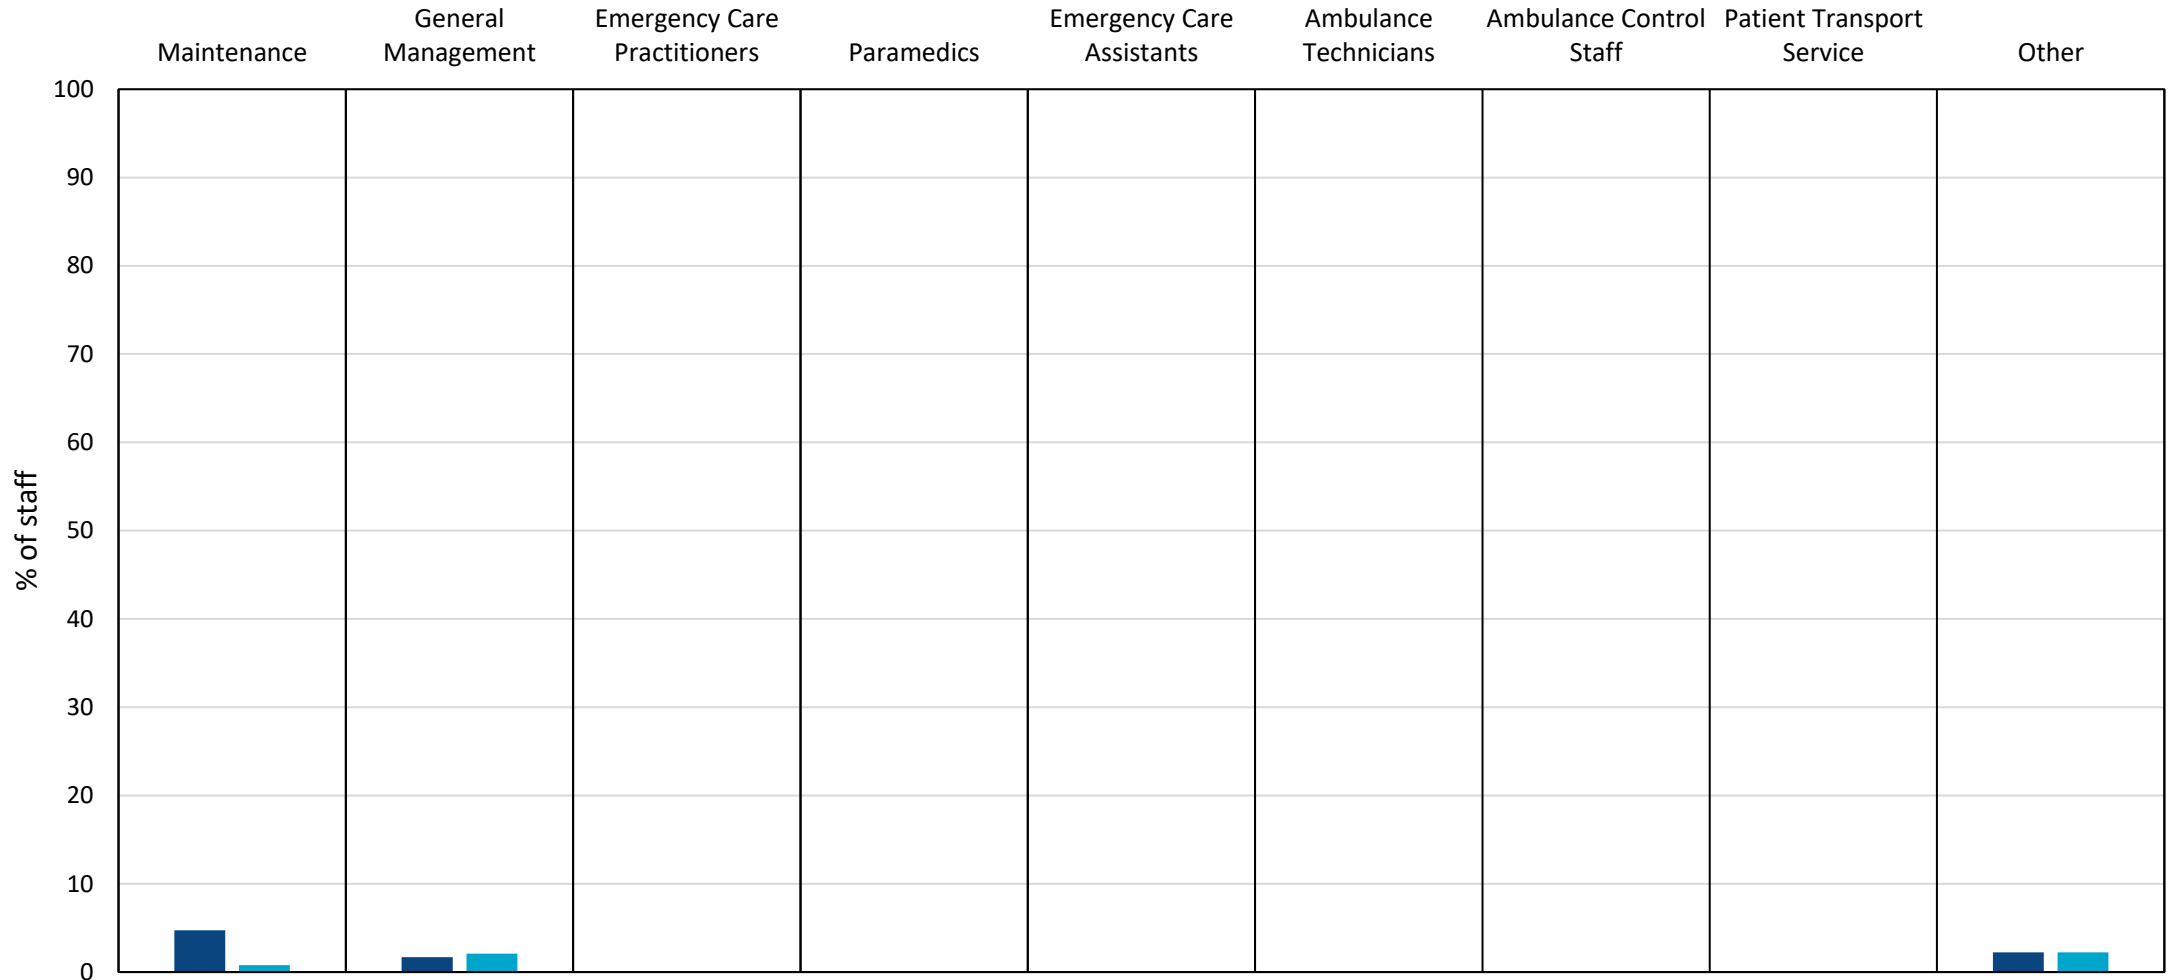 Maintenance
General
Management
Emergency Care
Practitioners
Paramedics
Emergency Care
Assistants
Ambulance
Technicians
Ambulance Control
Staff
Patient Transport
Service
Other
100
90
80
70
60
50
40
30
20
10
0
% of staff